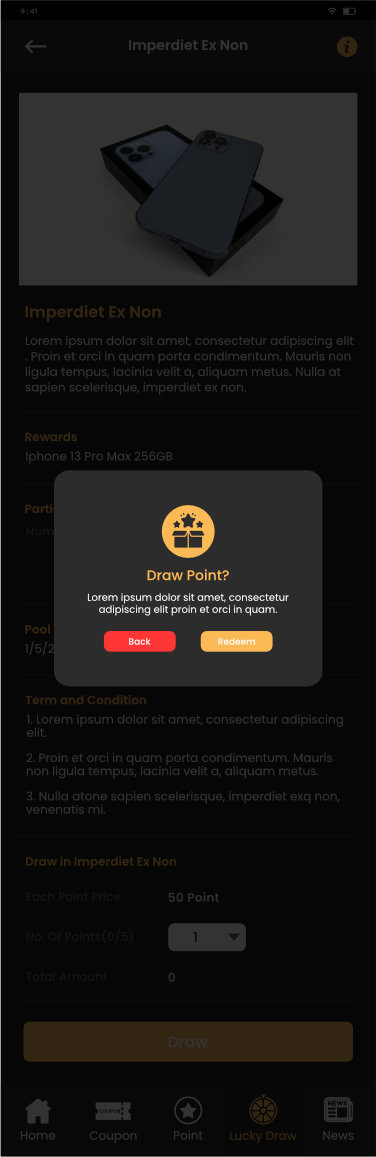 9:41
Imperdiet Ex Non
i
Imperdiet Ex Non
Lorem ipsum dolor sit amet, consectetur adipiscing elit
. Proin et orci in quam porta condimentum. Mauris non
ligula tempus, lacinia velit a, aliquam metus. Nulla at
sapien scelerisque, imperdiet ex non.
Rewards
Iphone 13 Pro Max 256GB
Draw Point?
Lorem ipsum dolor sit amet, consectetur
adipiscing elit proin et orci in quam.
Back Redeem
Pool
1/5/2
Term and Condition
1. Lorem ipsum dolor sit amet, consectetur adipiscing
elit.
2. Proin et orci in quam porta condimentum. Mauris
non ligula tempus, lacinia velit a, aliquam metus.
3. Nulla atone sapien scelerisque, imperdiet exq non,
venenatis mi.
Draw in Imperdiet Ex Non
Each Point Price 50 Point
No. Of Points(0/5) 1
Total Amount 0
Draw
COUPON NEWS
Home Coupon Point Lucky Draw News